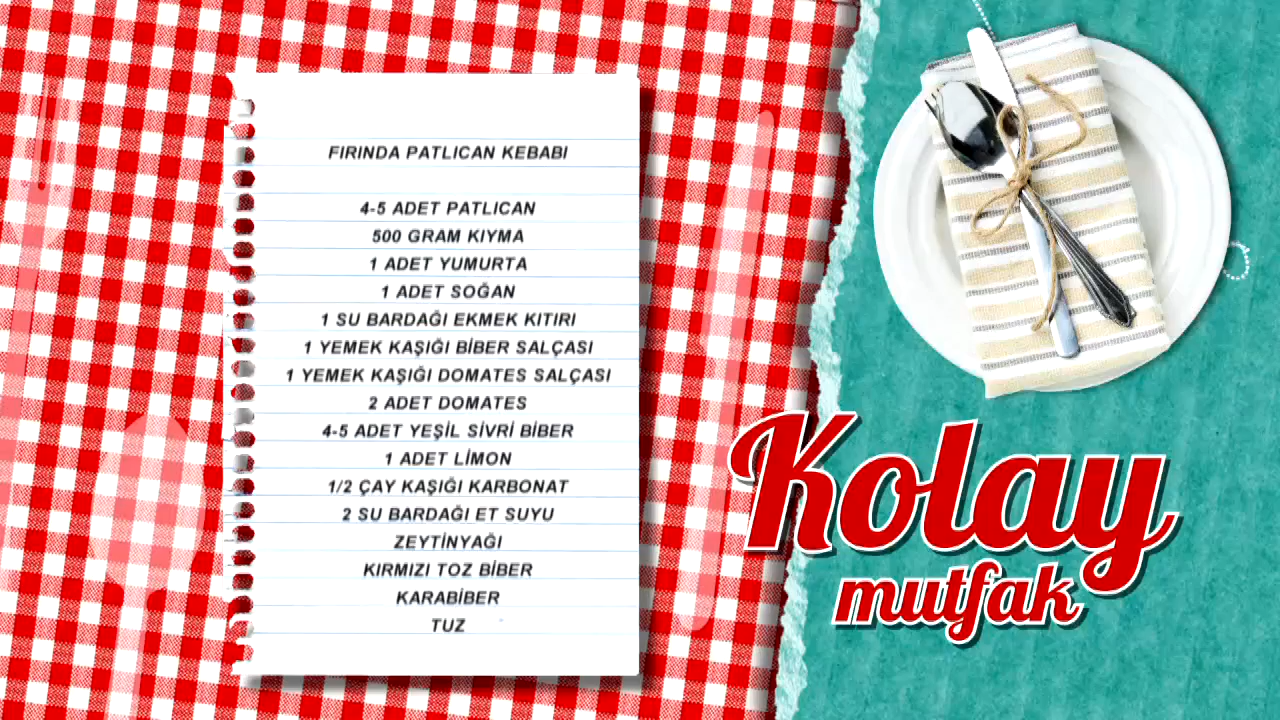 FIRINDA PATLICAN KEBABI
4-5 ADET PATLICAN
500 GRAM KIYMA
1 ADET YUMURTA
1 ADET SOĞAN
1 SU BARDAĞI EKMEK KITIRI
1 YEMEK KAŞIĞI BİBER SALÇASI
1 YEMEK KAŞIĞI DOMATES SALÇASI
2 ADET DOMATES
4-5 ADET YEŞİL SİVRİ BİBER
1 ADET LİMON
1/2 ÇAY KAŞIĞI KARBONAT
2 SU BARDAĞI ET SUYU
ZEYTİNYAĞI
KIRMIZI TOZ BİBER
KARABİBER
TUZ
Kolay
mutfak